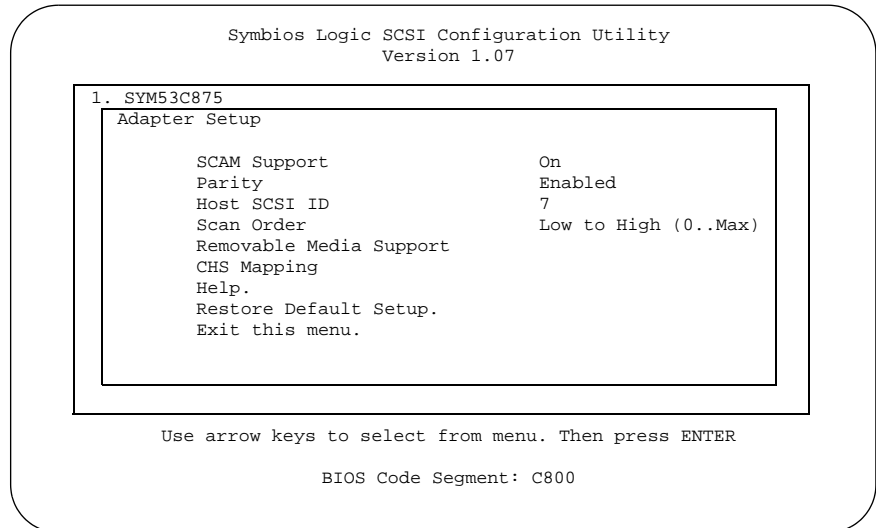 Symbios Logic SCSI Configuration Utility
Version 1.07
1. SYM53C875
Adapter Setup
SCAM Support On
Parity Enabled
Host SCSI ID 7
Scan Order Low to High (0..Max)
Removable Media Support
CHS Mapping
Help.
Restore Default Setup.
Exit this menu.
Use arrow keys to select from menu. Then press ENTER
BIOS Code Segment: C800